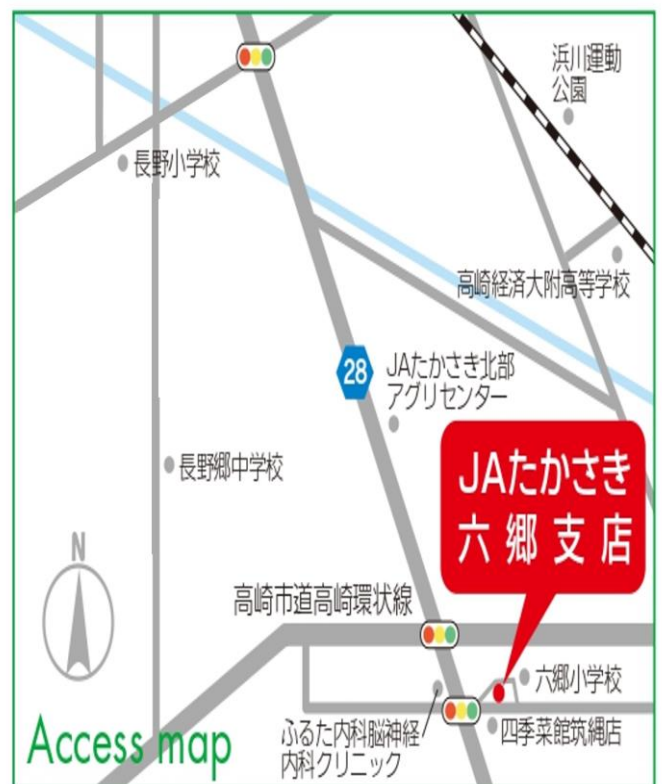 浜川運動
公園
長野小学校
高崎経済大附高等学校
28
JAたかさき北部
アグリセンター
JAたかさき
六郷支店
長野郷中学校
N
高崎市道高崎環状線
六郷小学校
ふるた内科脳神経
内科クリニック
四季菜館筑縄店
Access map